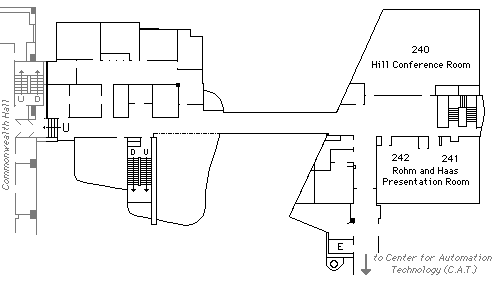 240
Hill Conference Room
U D
U
Commonwealth Hall
D U
242 241
Rohm and Haas
Presentation Room
E
to Center for Automation
Technology (C.A.T.)